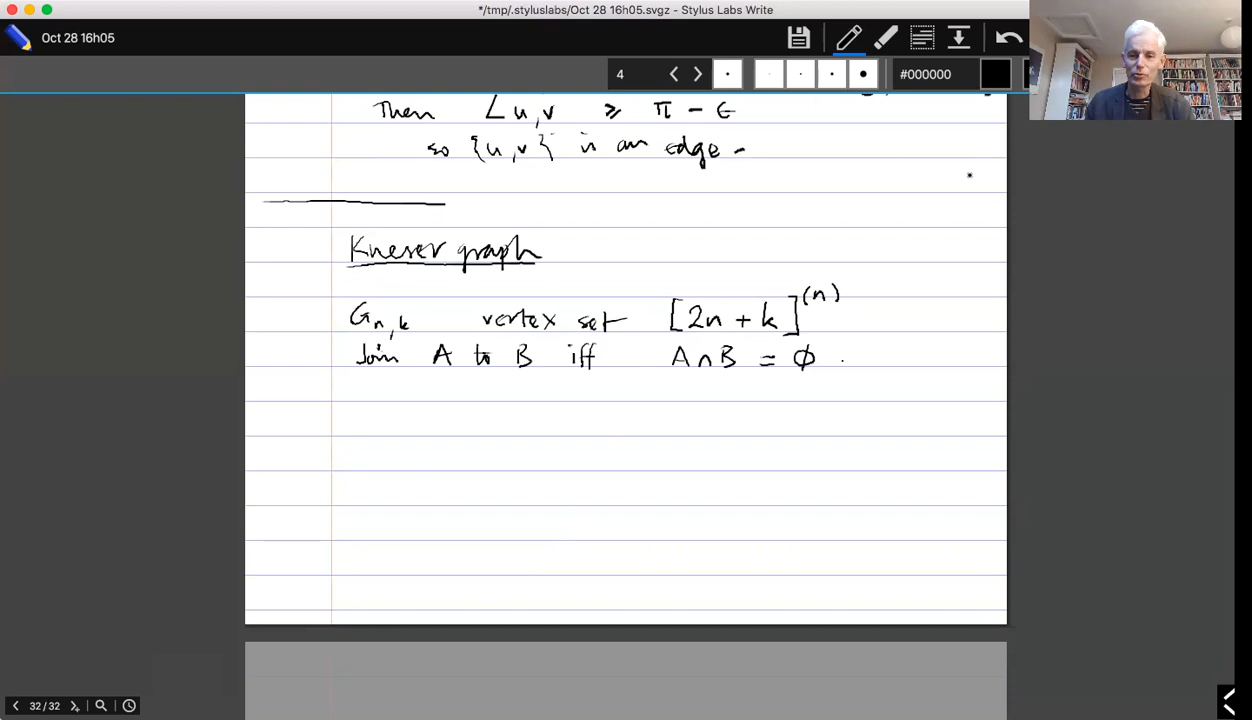 */tmp/.styluslabs/Oct 28 16h05.svgz - Stylus Labs Write
Oct 28 16h05
4
#000000
Then ∠u,v ≥ π - ϵ
so {u,v} is an edge -
Kneser graph
G_{n,k} vertex set [2n + k]^{(n)}
Join A to B iff A∩B = ϕ .
32/32